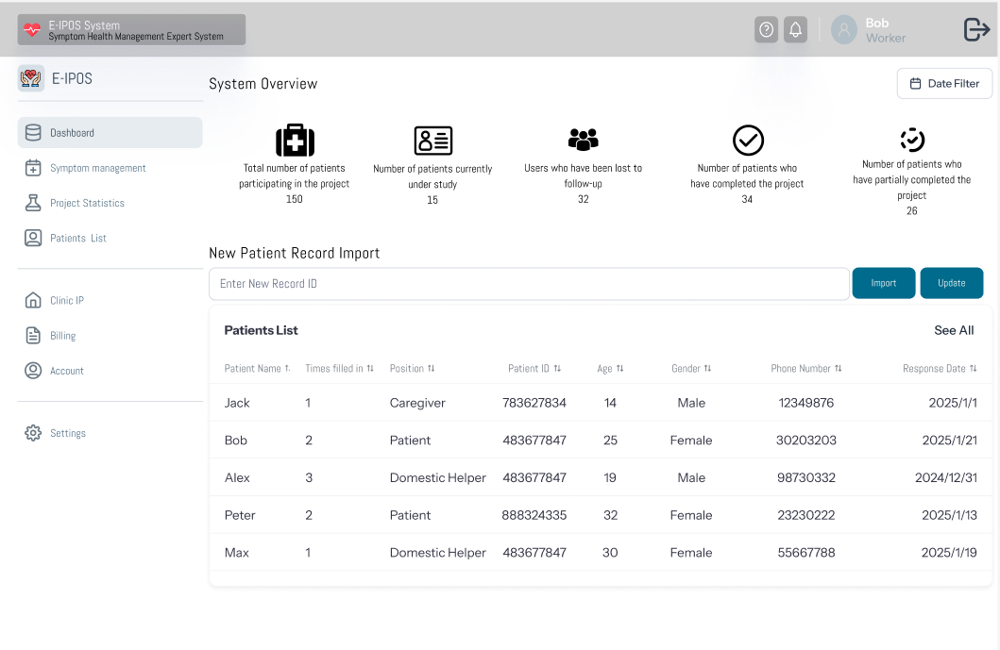 E-IPOS System
Symptom Health Management Expert System
Bob
Worker
E-IPOS
System Overview
Date Filter
Dashboard
Symptom management
Project Statistics
Patients List
Clinic IP
Billing
Account
Settings
Total number of patients
participating in the project
150
Number of patients currently
under study
15
Users who have been lost to
follow-up
32
Number of patients who
have completed the project
34
Number of patients who
have partially completed the
project
26
New Patient Record Import
Enter New Record ID
Import
Update
Patients List
See All
Patient Name Times filled in Position Patient ID Age Gender Phone Number Response Date
Jack 1 Caregiver 783627834 14 Male 12349876 2025/1/1
Bob 2 Patient 483677847 25 Female 30203203 2025/1/21
Alex 3 Domestic Helper 483677847 19 Male 98730332 2024/12/31
Peter 2 Patient 888324335 32 Female 23230222 2025/1/13
Max 1 Domestic Helper 483677847 30 Female 55667788 2025/1/19